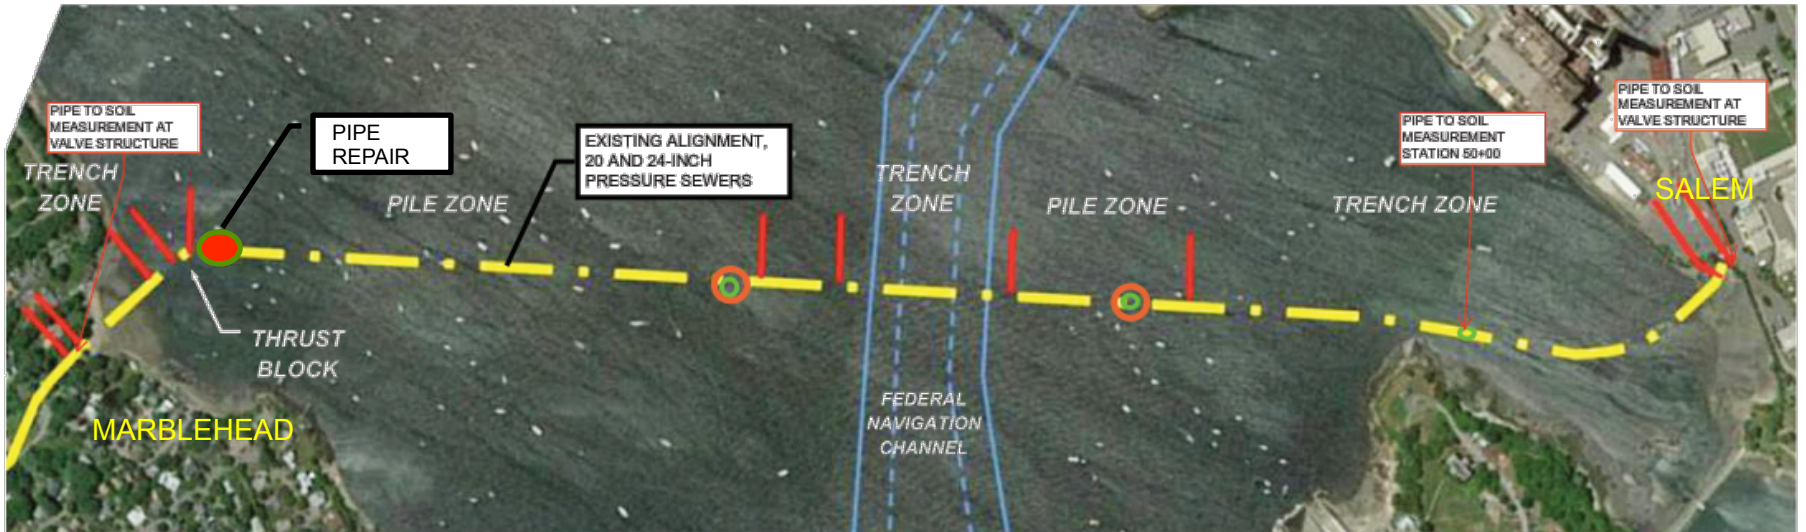 PIPE TO SOIL
MEASUREMENT AT
VALVE STRUCTURE
TRENCH
ZONE
PIPE
REPAIR
PILE ZONE
EXISTING ALIGNMENT,
20 AND 24-INCH
PRESSURE SEWERS
TRENCH
ZONE
PILE ZONE
PIPE TO SOIL
MEASUREMENT
STATION 50+00
TRENCH ZONE
PIPE TO SOIL
MEASUREMENT AT
VALVE STRUCTURE
SALEM
THRUST
BLOCK
MARBLEHEAD
FEDERAL
NAVIGATION
CHANNEL